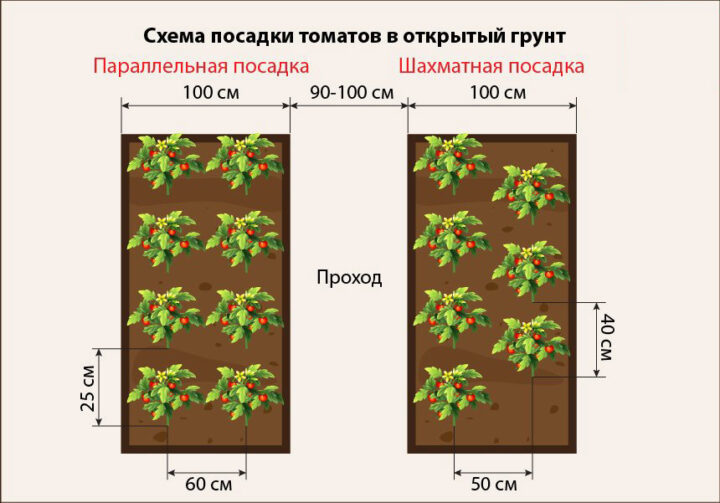 Схема посадки томатов в открытый грунт
Параллельная посадка
Шахматная посадка
100 см
90-100 см
100 см
Проход
25 см
40 см
60 см
50 см